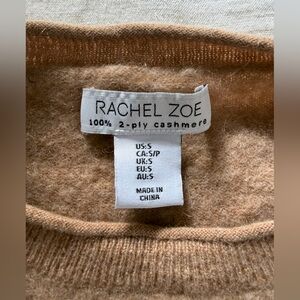 RACHEL ZOE
100% 2-ply cashmere
US:S
CA:S/P
UK:S
EU:S
AU:S
MADE IN
CHINA